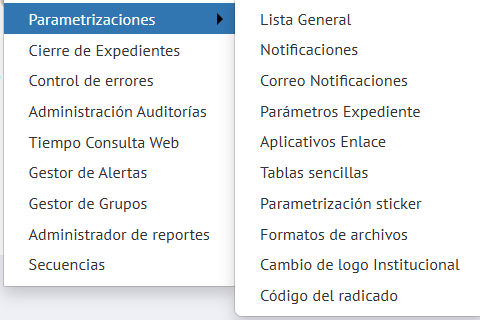 Parametrizaciones
Cierre de Expedientes
Control de errores
Administración Auditorías
Tiempo Consulta Web
Gestor de Alertas
Gestor de Grupos
Administrador de reportes
Secuencias
Lista General
Notificaciones
Correo Notificaciones
Parámetros Expediente
Aplicativos Enlace
Tablas sencillas
Parametrización sticker
Formatos de archivos
Cambio de logo Institucional
Código del radicado